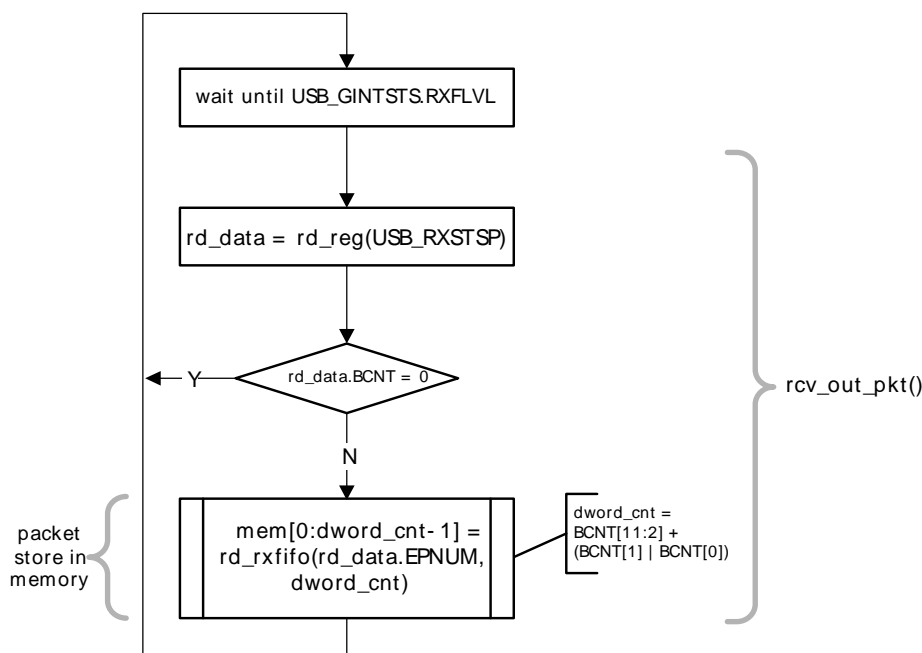 wait until USB_GINTSTS.RXFLVL
rd_data = rd_reg(USB_RXSTSP)
rd_data.BCNT = 0
Y
rcv_out_pkt()
N
packet
store in
memory
mem[0:dword_cnt-1] =
rd_rxfifo(rd_data.EPNUM,
dword_cnt)
dword_cnt =
BCNT[11:2] +
(BCNT[1] | BCNT[0])